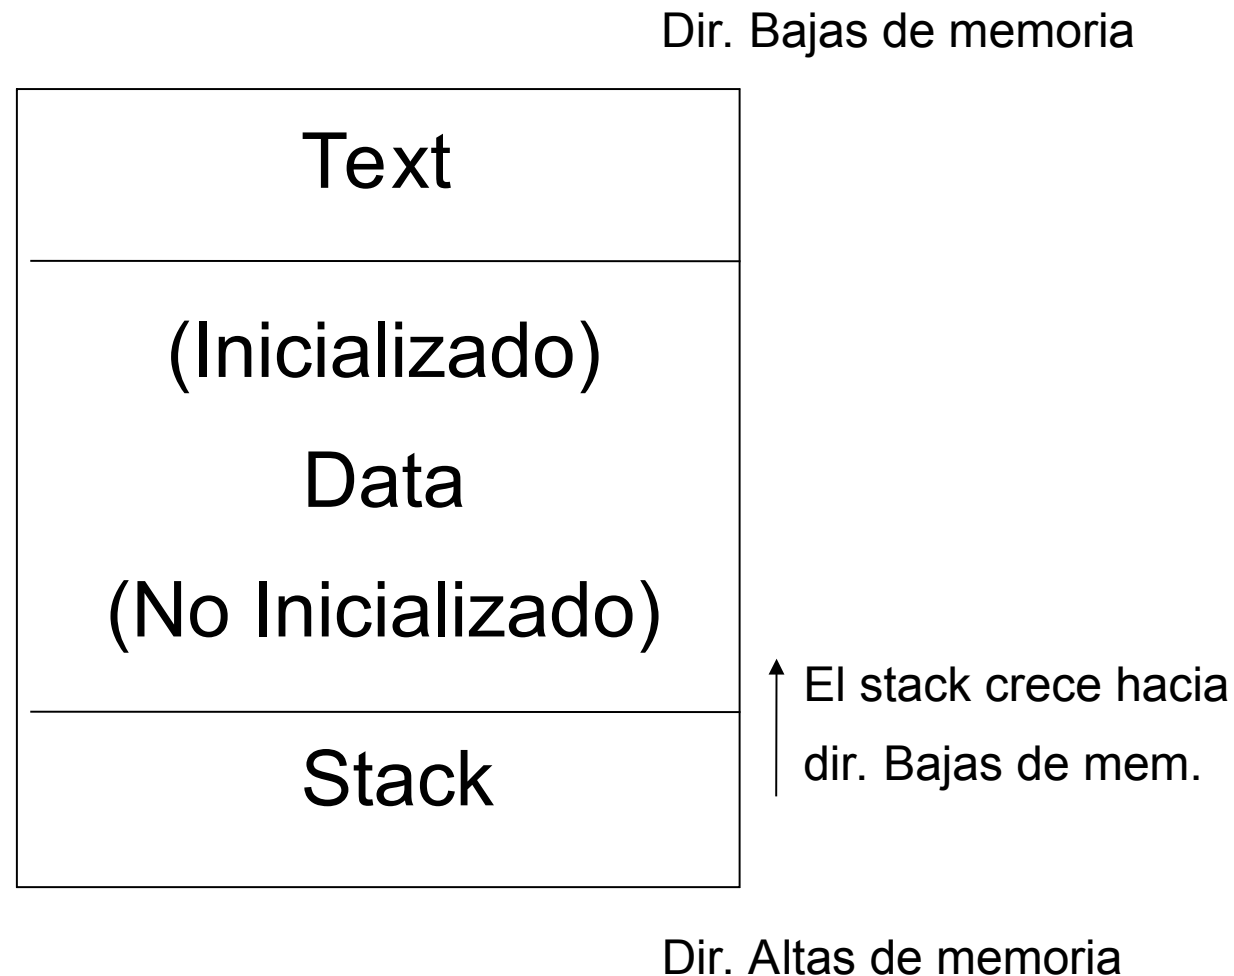 Dir. Bajas de memoria
Text
(Inicializado)
Data
(No Inicializado)
El stack crece hacia
dir. Bajas de mem.
Stack
Dir. Altas de memoria